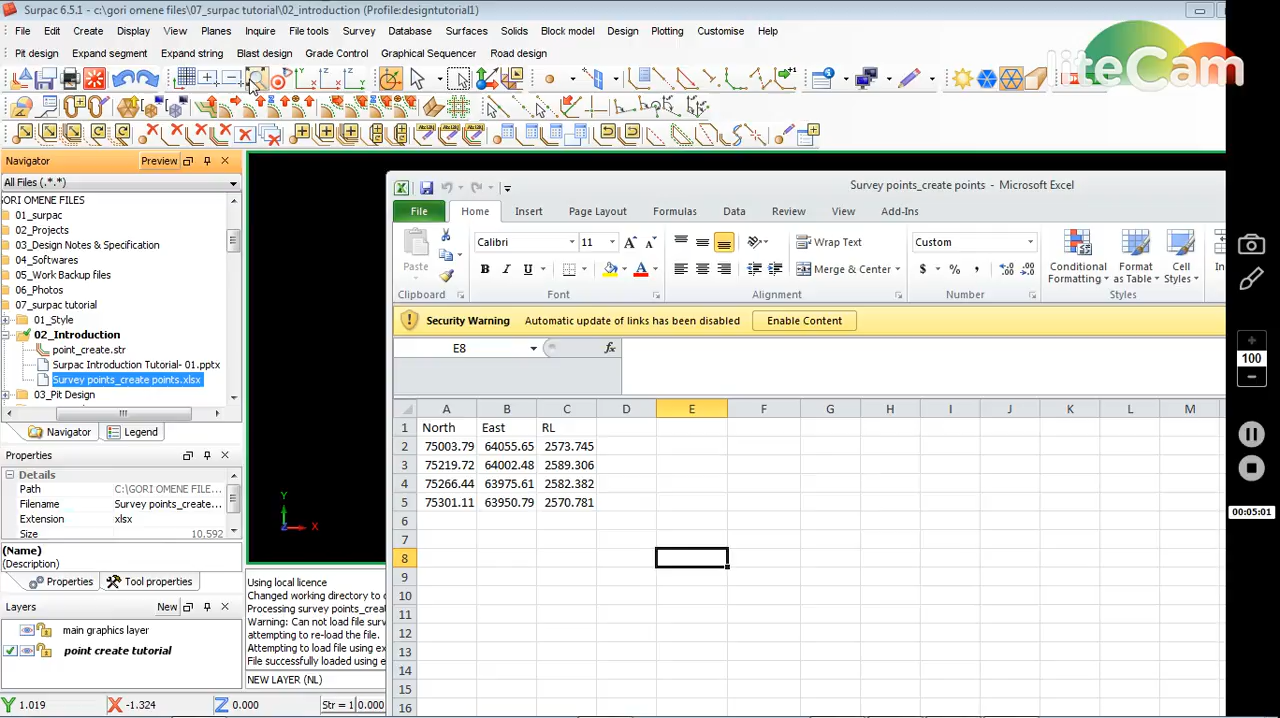 Surpac 6.5.1 - c:\gori omene files\07_surpac tutorial\02_introduction (Profile:designtutorial1)
File Edit Create Display View Planes Inquire File tools Survey Database Surfaces Solids Block model Design Plotting Customise Help
Pit design Expand segment Expand string Blast design Grade Control Graphical Sequencer Road design
liteCam
Navigator Preview
All Files (*.*)
GORI OMENE FILES
01_surpac
02_Projects
03_Design Notes & Specification
04_Softwares
05_Work Backup files
06_Photos
07_surpac tutorial
01_Style
02_Introduction
point_create.str
Surpac Introduction Tutorial- 01.pptx
Survey points_create points.xlsx
03_Pit Design
Navigator Legend
Properties
Details
Path C:\GORI OMENE FILE...
Filename Survey points_create...
Extension xlsx
Size 10,592
(Name)
(Description)
Properties Tool properties
Layers New
main graphics layer
point create tutorial
Y 1.019 X -1.324 Z 0.000 Str = 1 0.000
Y
Z X
Using local licence
Changed working directory to
Processing survey points_create
Warning: Can not load file surv
attempting to re-load the file.
Attempting to load file using ex
File successfully loaded using e
NEW LAYER (NL)
Survey points_create points - Microsoft Excel
File Home Insert Page Layout Formulas Data Review View Add-Ins
Paste
Clipboard
Calibri 11
B I U A
Font
Wrap Text
Merge & Center
Alignment
Custom
$ % ,
Number
Conditional Formatting
Format as Table
Cell Styles
Styles
In
Security Warning Automatic update of links has been disabled Enable Content
E8 fx
A B C D E F G H I J K L M
1 North East RL
2 75003.79 64055.65 2573.745
3 75219.72 64002.48 2589.306
4 75266.44 63975.61 2582.382
5 75301.11 63950.79 2570.781
6
7
8
9
10
11
12
13
14
15
16
100
00:05:01